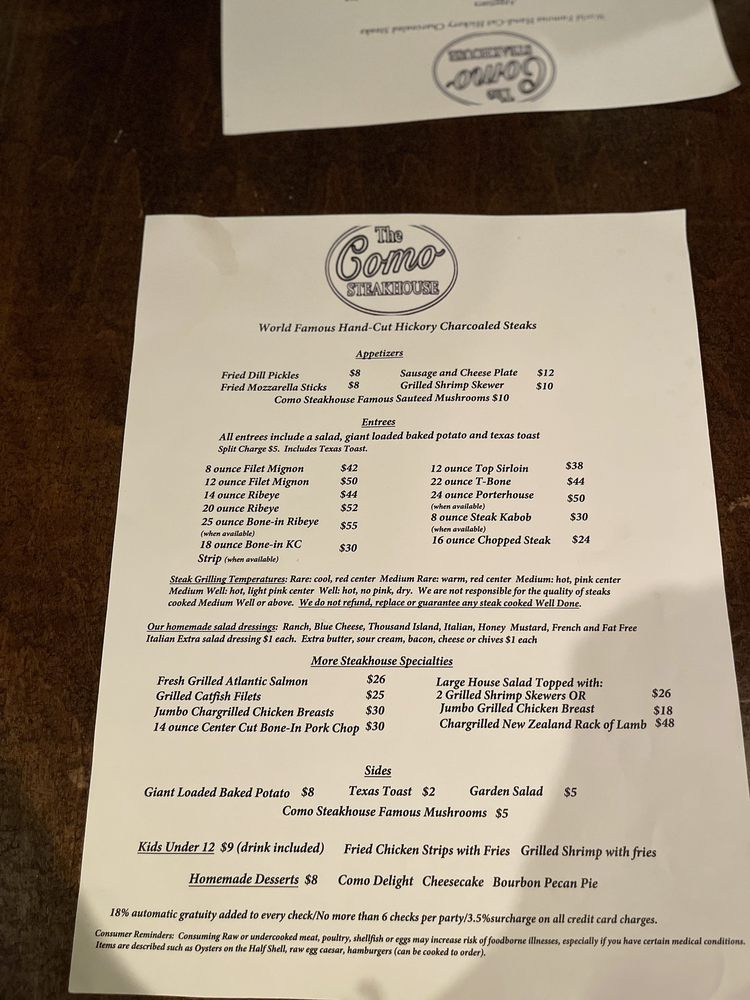 Appetizers
World Famous Hand-Cut Hickory Charcoaled Steaks
The
Como
STEAKHOUSE
The
Como
STEAKHOUSE
World Famous Hand-Cut Hickory Charcoaled Steaks
Appetizers
Fried Dill Pickles $8 Sausage and Cheese Plate $12
Fried Mozzarella Sticks $8 Grilled Shrimp Skewer $10
Como Steakhouse Famous Sauteed Mushrooms $10
Entrees
All entrees include a salad, giant loaded baked potato and texas toast
Split Charge $5. Includes Texas Toast.
8 ounce Filet Mignon $42 12 ounce Top Sirloin $38
12 ounce Filet Mignon $50 22 ounce T-Bone $44
14 ounce Ribeye $44 24 ounce Porterhouse $50
20 ounce Ribeye $52 (when available)
25 ounce Bone-in Ribeye $55 8 ounce Steak Kabob $30
(when available) (when available)
18 ounce Bone-in KC $30 16 ounce Chopped Steak $24
Strip (when available)
Steak Grilling Temperatures: Rare: cool, red center Medium Rare: warm, red center Medium: hot, pink center
Medium Well: hot, light pink center Well: hot, no pink, dry. We are not responsible for the quality of steaks
cooked Medium Well or above. We do not refund, replace or guarantee any steak cooked Well Done.
Our homemade salad dressings: Ranch, Blue Cheese, Thousand Island, Italian, Honey Mustard, French and Fat Free
Italian Extra salad dressing $1 each. Extra butter, sour cream, bacon, cheese or chives $1 each
More Steakhouse Specialties
Fresh Grilled Atlantic Salmon $26 Large House Salad Topped with:
Grilled Catfish Filets $25 2 Grilled Shrimp Skewers OR $26
Jumbo Chargrilled Chicken Breasts $30 Jumbo Grilled Chicken Breast $18
14 ounce Center Cut Bone-In Pork Chop $30 Chargrilled New Zealand Rack of Lamb $48
Sides
Giant Loaded Baked Potato $8 Texas Toast $2 Garden Salad $5
Como Steakhouse Famous Mushrooms $5
Kids Under 12 $9 (drink included) Fried Chicken Strips with Fries Grilled Shrimp with fries
Homemade Desserts $8 Como Delight Cheesecake Bourbon Pecan Pie
18% automatic gratuity added to every check/No more than 6 checks per party/3.5%surcharge on all credit card charges.
Consumer Reminders: Consuming Raw or undercooked meat, poultry, shellfish or eggs may increase risk of foodborne illnesses, especially if you have certain medical conditions.
Items are described such as Oysters on the Half Shell, raw egg caesar, hamburgers (can be cooked to order).